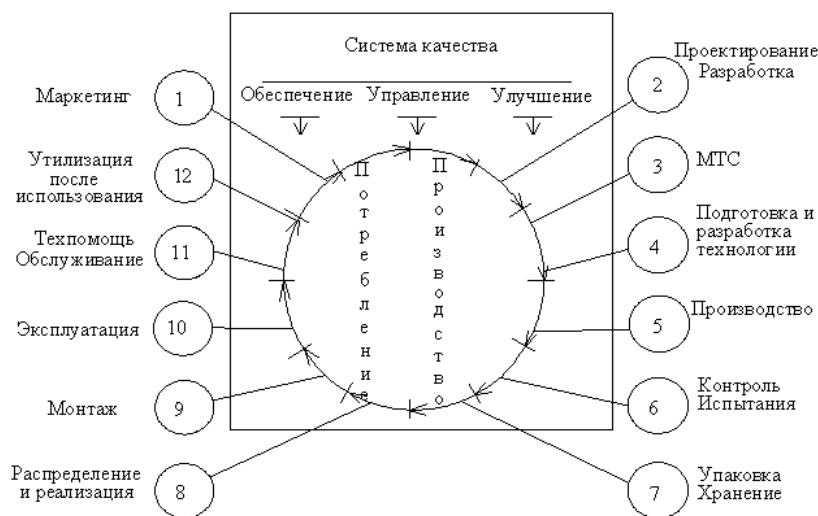 Система качества
Обеспечение Управление Улучшение
Маркетинг
1
Утилизация
после
использования
12
Техпомощь
Обслуживание
11
Эксплуатация
10
Монтаж
9
Распределение
и реализация
8
Потребление
Производство
Проектирование
Разработка
2
МТС
3
Подготовка и
разработка
технологии
4
Производство
5
Контроль
Испытания
6
Упаковка
Хранение
7